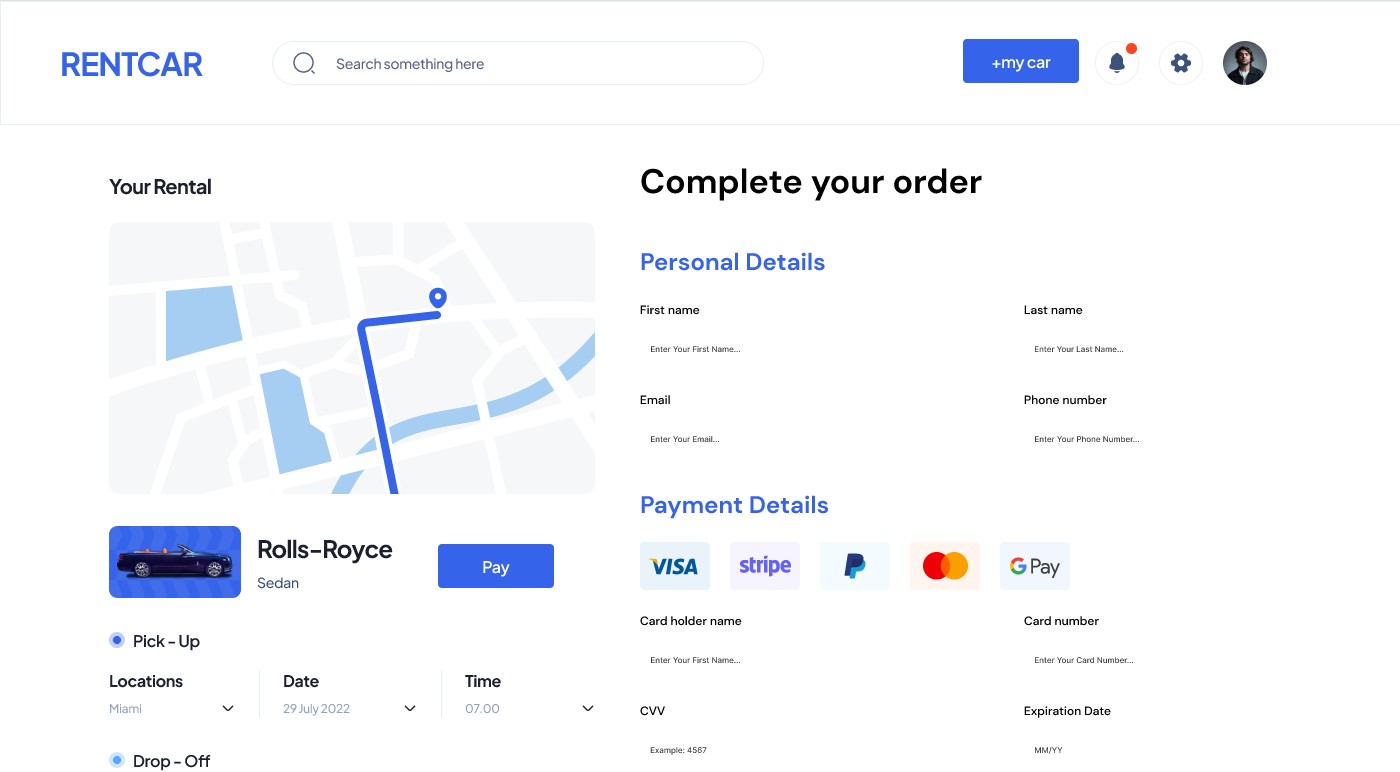 RENTCAR
Search something here
+my car
Your Rental
Rolls-Royce
Sedan
Pay
Pick - Up
Locations
Miami
Date
29 July 2022
Time
07.00
Drop - Off
Complete your order
Personal Details
First name
Enter Your First Name...
Last name
Enter Your Last Name...
Email
Enter Your Email...
Phone number
Enter Your Phone Number...
Payment Details
VISA
stripe
G Pay
Card holder name
Enter Your First Name...
Card number
Enter Your Card Number...
CVV
Example: 4567
Expiration Date
MM/YY